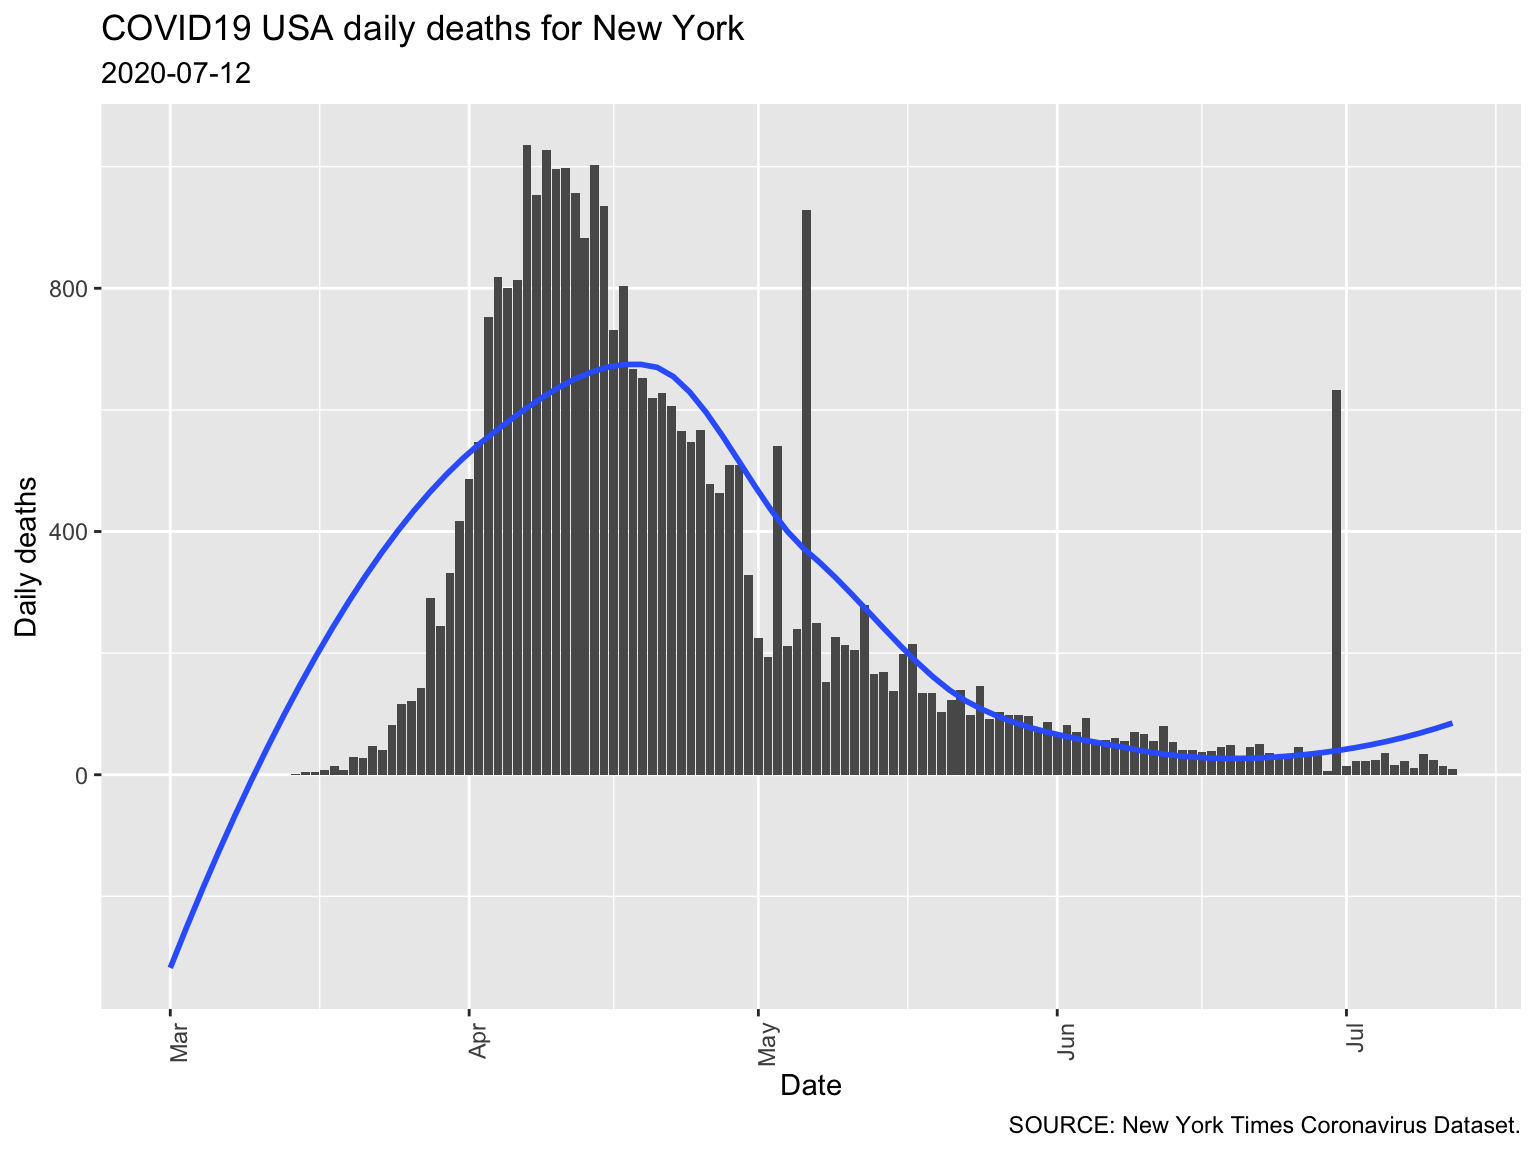 COVID19 USA daily deaths for New York
2020-07-12
Daily deaths
800
400
0
Mar
Apr
May
Jun
Jul
Date
SOURCE: New York Times Coronavirus Dataset.